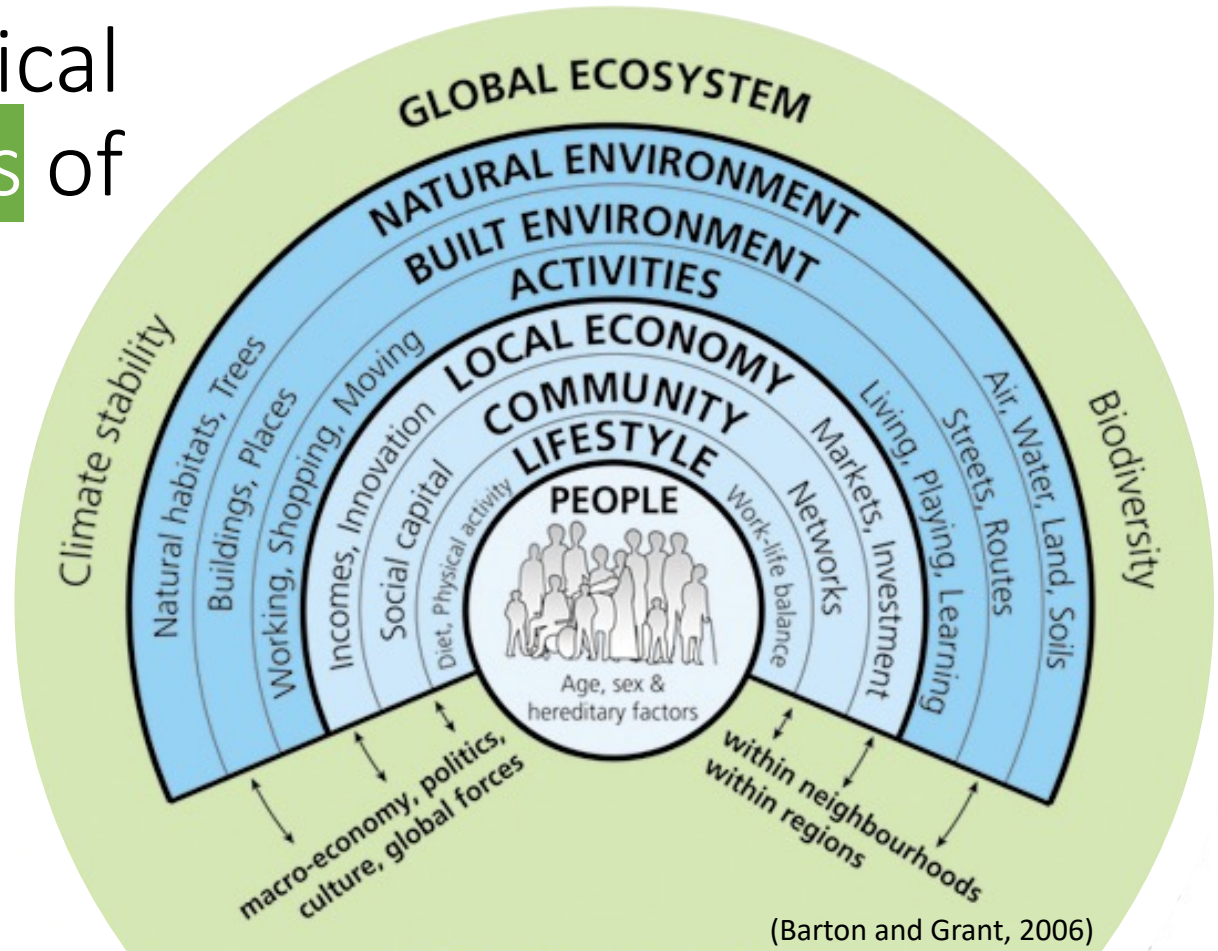 ical
s of
GLOBAL ECOSYSTEM
NATURAL ENVIRONMENT
BUILT ENVIRONMENT
ACTIVITIES
LOCAL ECONOMY
COMMUNITY
LIFESTYLE
PEOPLE
Age, sex &
hereditary factors
Climate stability
Natural habitats, Trees
Buildings, Places
Working, Shopping, Moving
Incomes, Innovation
Social capital
Diet, Physical activity
Work-life balance
Networks
Markets, Investment
Living, Playing, Learning
Streets, Routes
Air, Water, Land, Soils
Biodiversity
macro-economy, politics,
culture, global forces
within neighbourhoods
within regions
(Barton and Grant, 2006)